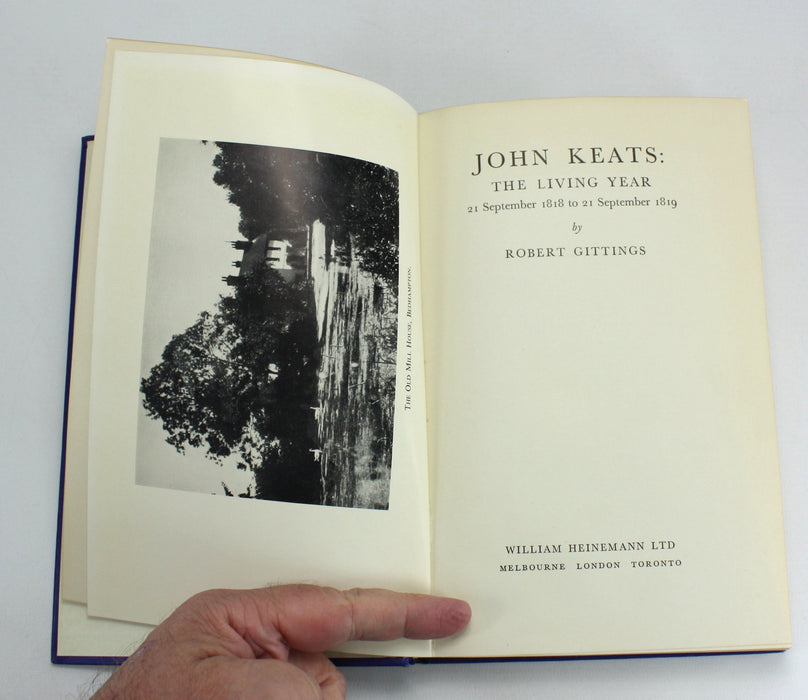 THE OLD MILL HOUSE, BEDHAMPTON.
JOHN KEATS:
THE LIVING YEAR
21 September 1818 to 21 September 1819
by
ROBERT GITTINGS
WILLIAM HEINEMANN LTD
MELBOURNE LONDON TORONTO